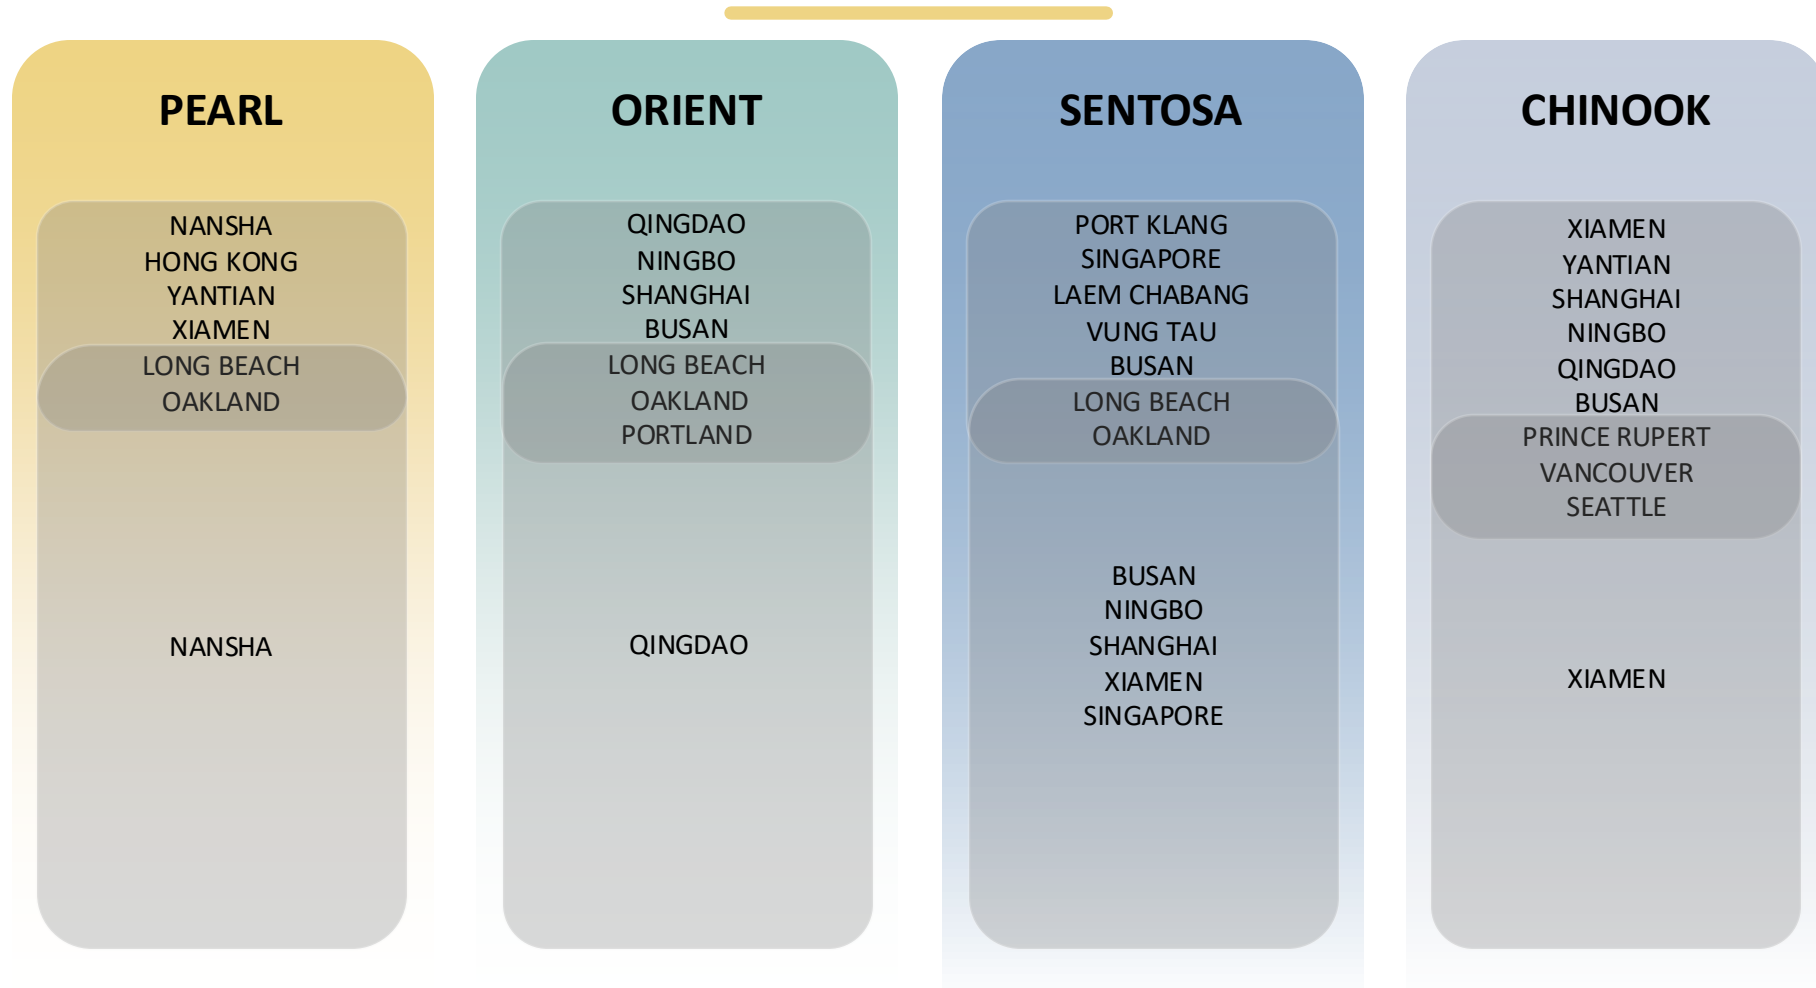 PEARL
NANSHA
HONG KONG
YANTIAN
XIAMEN
LONG BEACH
OAKLAND
NANSHA
ORIENT
QINGDAO
NINGBO
SHANGHAI
BUSAN
LONG BEACH
OAKLAND
PORTLAND
QINGDAO
SENTOSA
PORT KLANG
SINGAPORE
LAEM CHABANG
VUNG TAU
BUSAN
LONG BEACH
OAKLAND
BUSAN
NINGBO
SHANGHAI
XIAMEN
SINGAPORE
CHINOOK
XIAMEN
YANTIAN
SHANGHAI
NINGBO
QINGDAO
BUSAN
PRINCE RUPERT
VANCOUVER
SEATTLE
XIAMEN